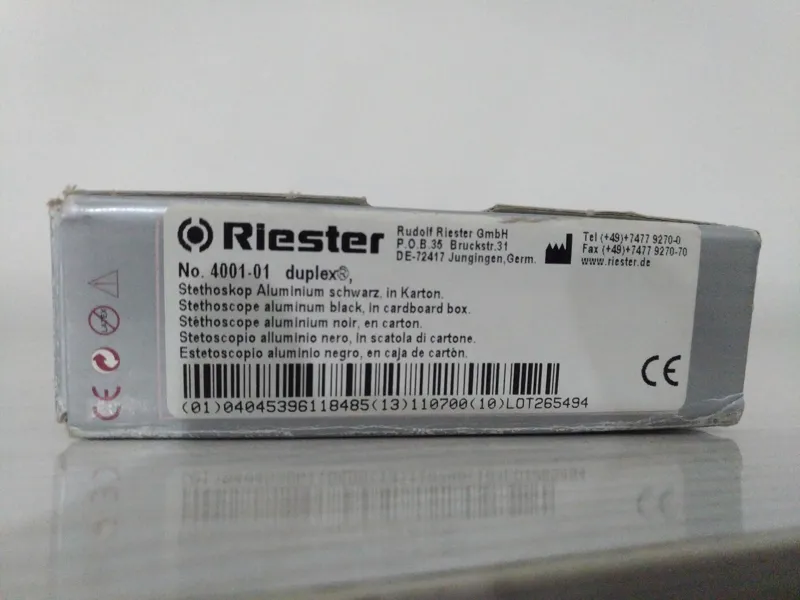 Riester
Rudolf Riester GmbH
P.O.B.35 Bruckstr.31
DE-72417 Jungingen,Germ.
Tel (+49)+7477 9270-0
Fax (+49)+7477 9270-70
www.riester.de
No. 4001-01 duplex®,
Stethoskop Aluminium schwarz, in Karton.
Stethoscope aluminum black, in cardboard box.
Stéthoscope aluminium noir, en carton.
Stetoscopio alluminio nero, in scatola di cartone.
Estetoscopio aluminio negro, en caja de cartòn.
(01)04045396118485(13)110700(10)LOT265494
CE
CE
LATEX